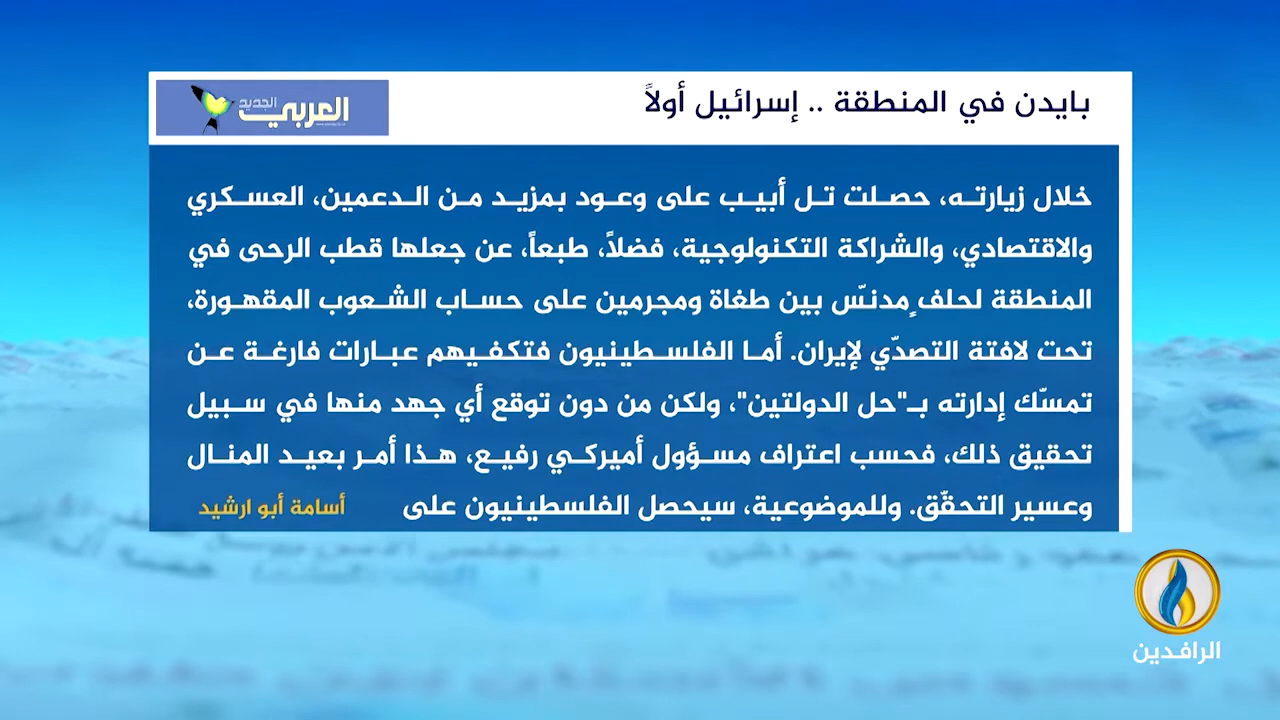 بايدن في المنطقة .. إسرائيل أولاً
العربي الجديد
خلال زيارته، حصلت تل أبيب على وعود بمزيد من الدعمين، العسكري
والاقتصادي، والشراكة التكنولوجية، فضلاً، طبعاً، عن جعلها قطب الرحى في
المنطقة لحلفٍ مدنّس بين طغاة ومجرمين على حساب الشعوب المقهورة،
تحت لافتة التصدّي لإيران. أما الفلسطينيون فتكفيهم عبارات فارغة عن
تمسّك إدارته بـ"حل الدولتين"، ولكن من دون توقع أي جهد منها في سبيل
تحقيق ذلك، فحسب اعتراف مسؤول أميركي رفيع، هذا أمر بعيد المنال
وعسير التحقّق. وللموضوعية، سيحصل الفلسطينيون على
أسامة أبو ارشيد
الرافدين